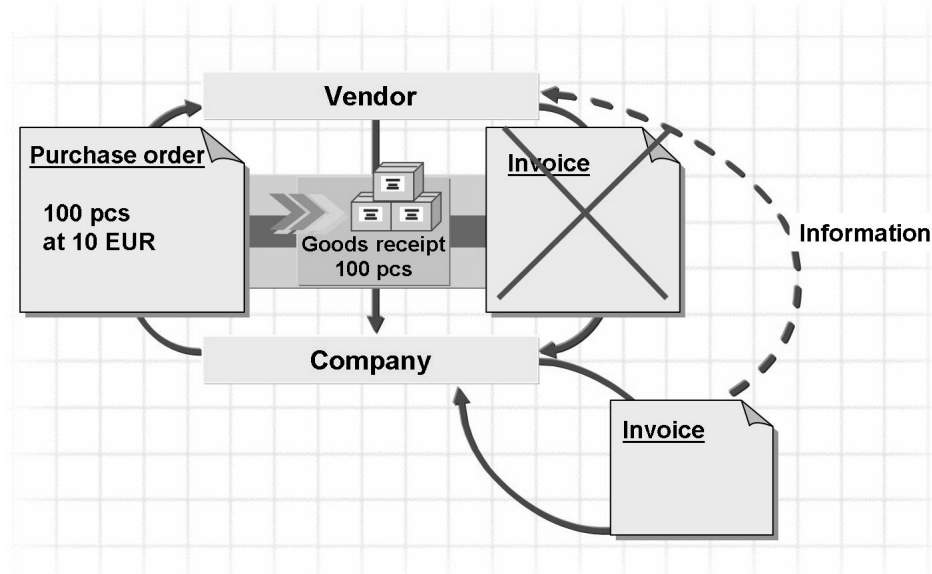 Vendor
Purchase order
100 pcs
at 10 EUR
Goods receipt
100 pcs
Invoice
Information
Company
Invoice